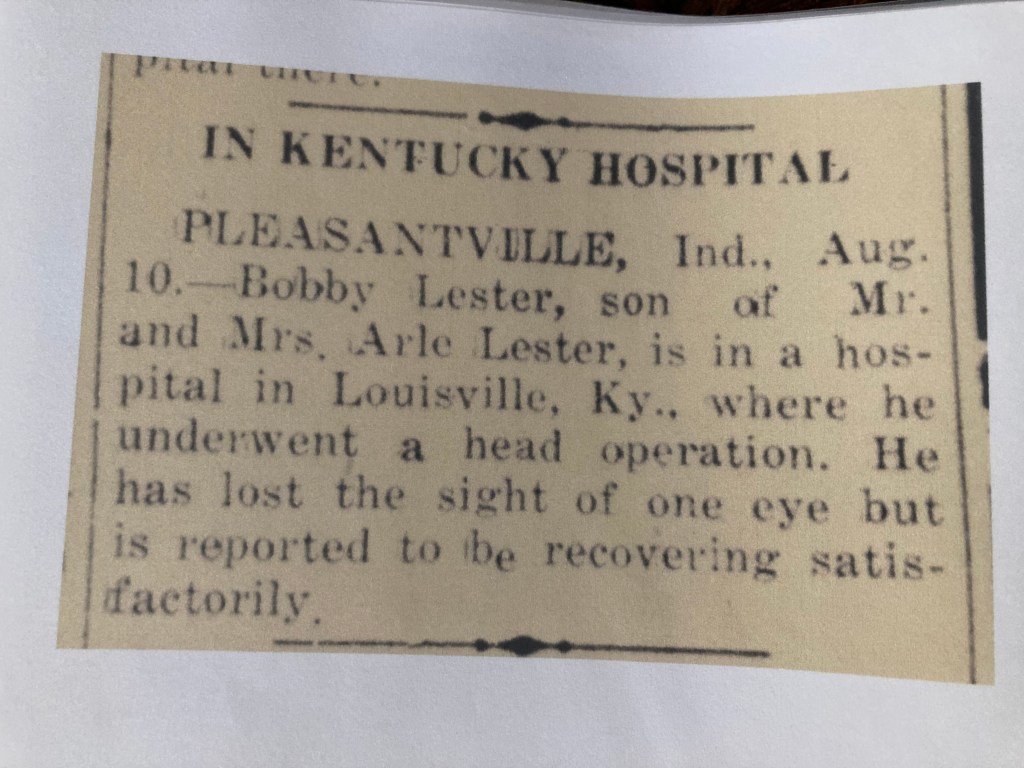 pital there.
IN KENTUCKY HOSPITAL
PLEASANTVILLE, Ind., Aug.
10.—Bobby Lester, son of Mr.
and Mrs. Arle Lester, is in a hos-
pital in Louisville, Ky., where he
underwent a head operation. He
has lost the sight of one eye but
is reported to be recovering satis-
factorily.